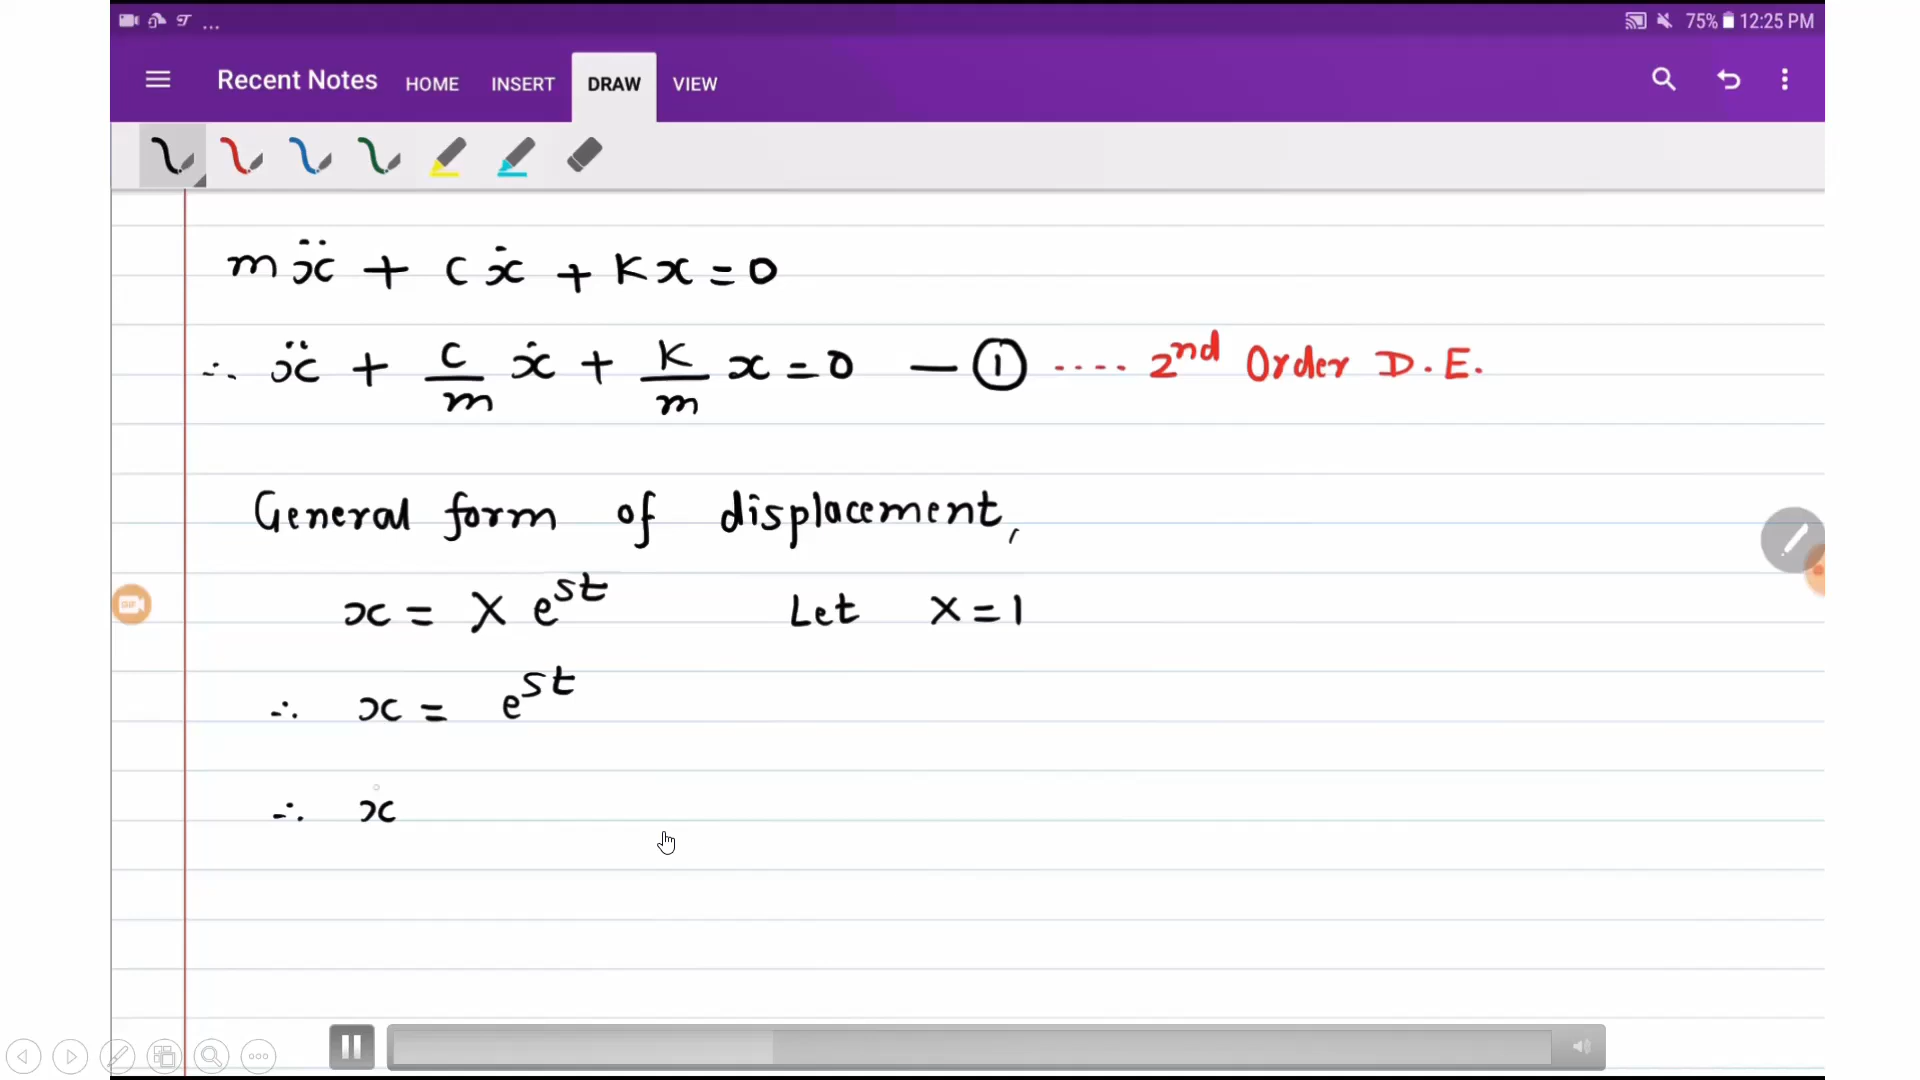 ... 75% 12:25 PM
Recent Notes HOME INSERT DRAW VIEW
mẍ + cẋ + Kx = 0
∴ ẍ + c/m ẋ + K/m x = 0 — ① .... 2nd Order D.E.
General form of displacement,
x = X e^st Let X = 1
∴ x = e^st
∴ x